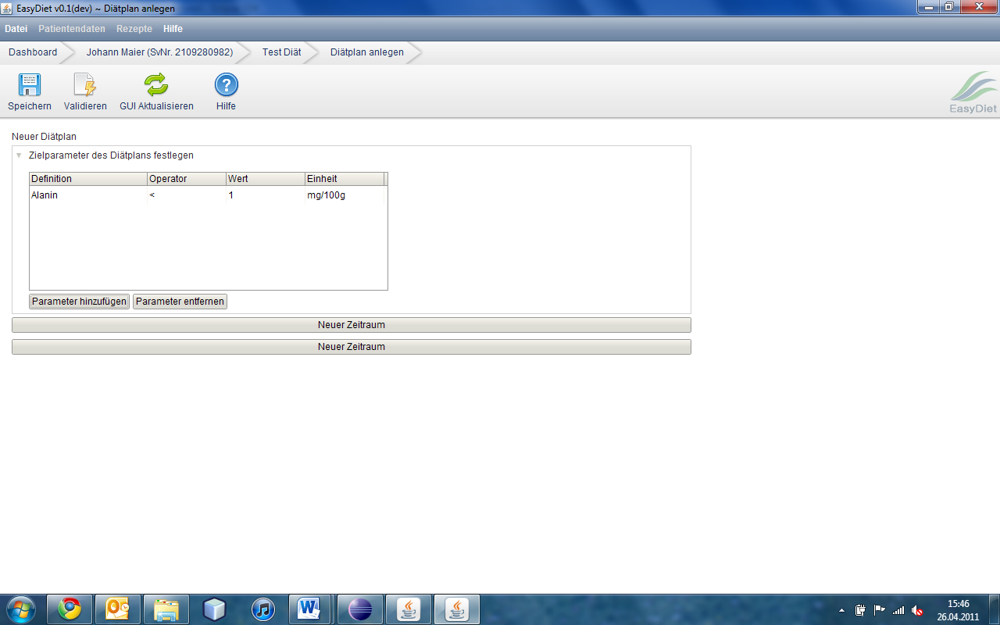 EasyDiet v0.1(dev) ~ Diätplan anlegen
Datei Patientendaten Rezepte Hilfe
Dashboard Johann Maier (SvNr. 2109280982) Test Diät Diätplan anlegen
Speichern Validieren GUI Aktualisieren Hilfe
EasyDiet
Neuer Diätplan
Zielparameter des Diätplans festlegen
Definition Operator Wert Einheit
Alanin < 1 mg/100g
Parameter hinzufügen Parameter entfernen
Neuer Zeitraum
Neuer Zeitraum
15:46
26.04.2011